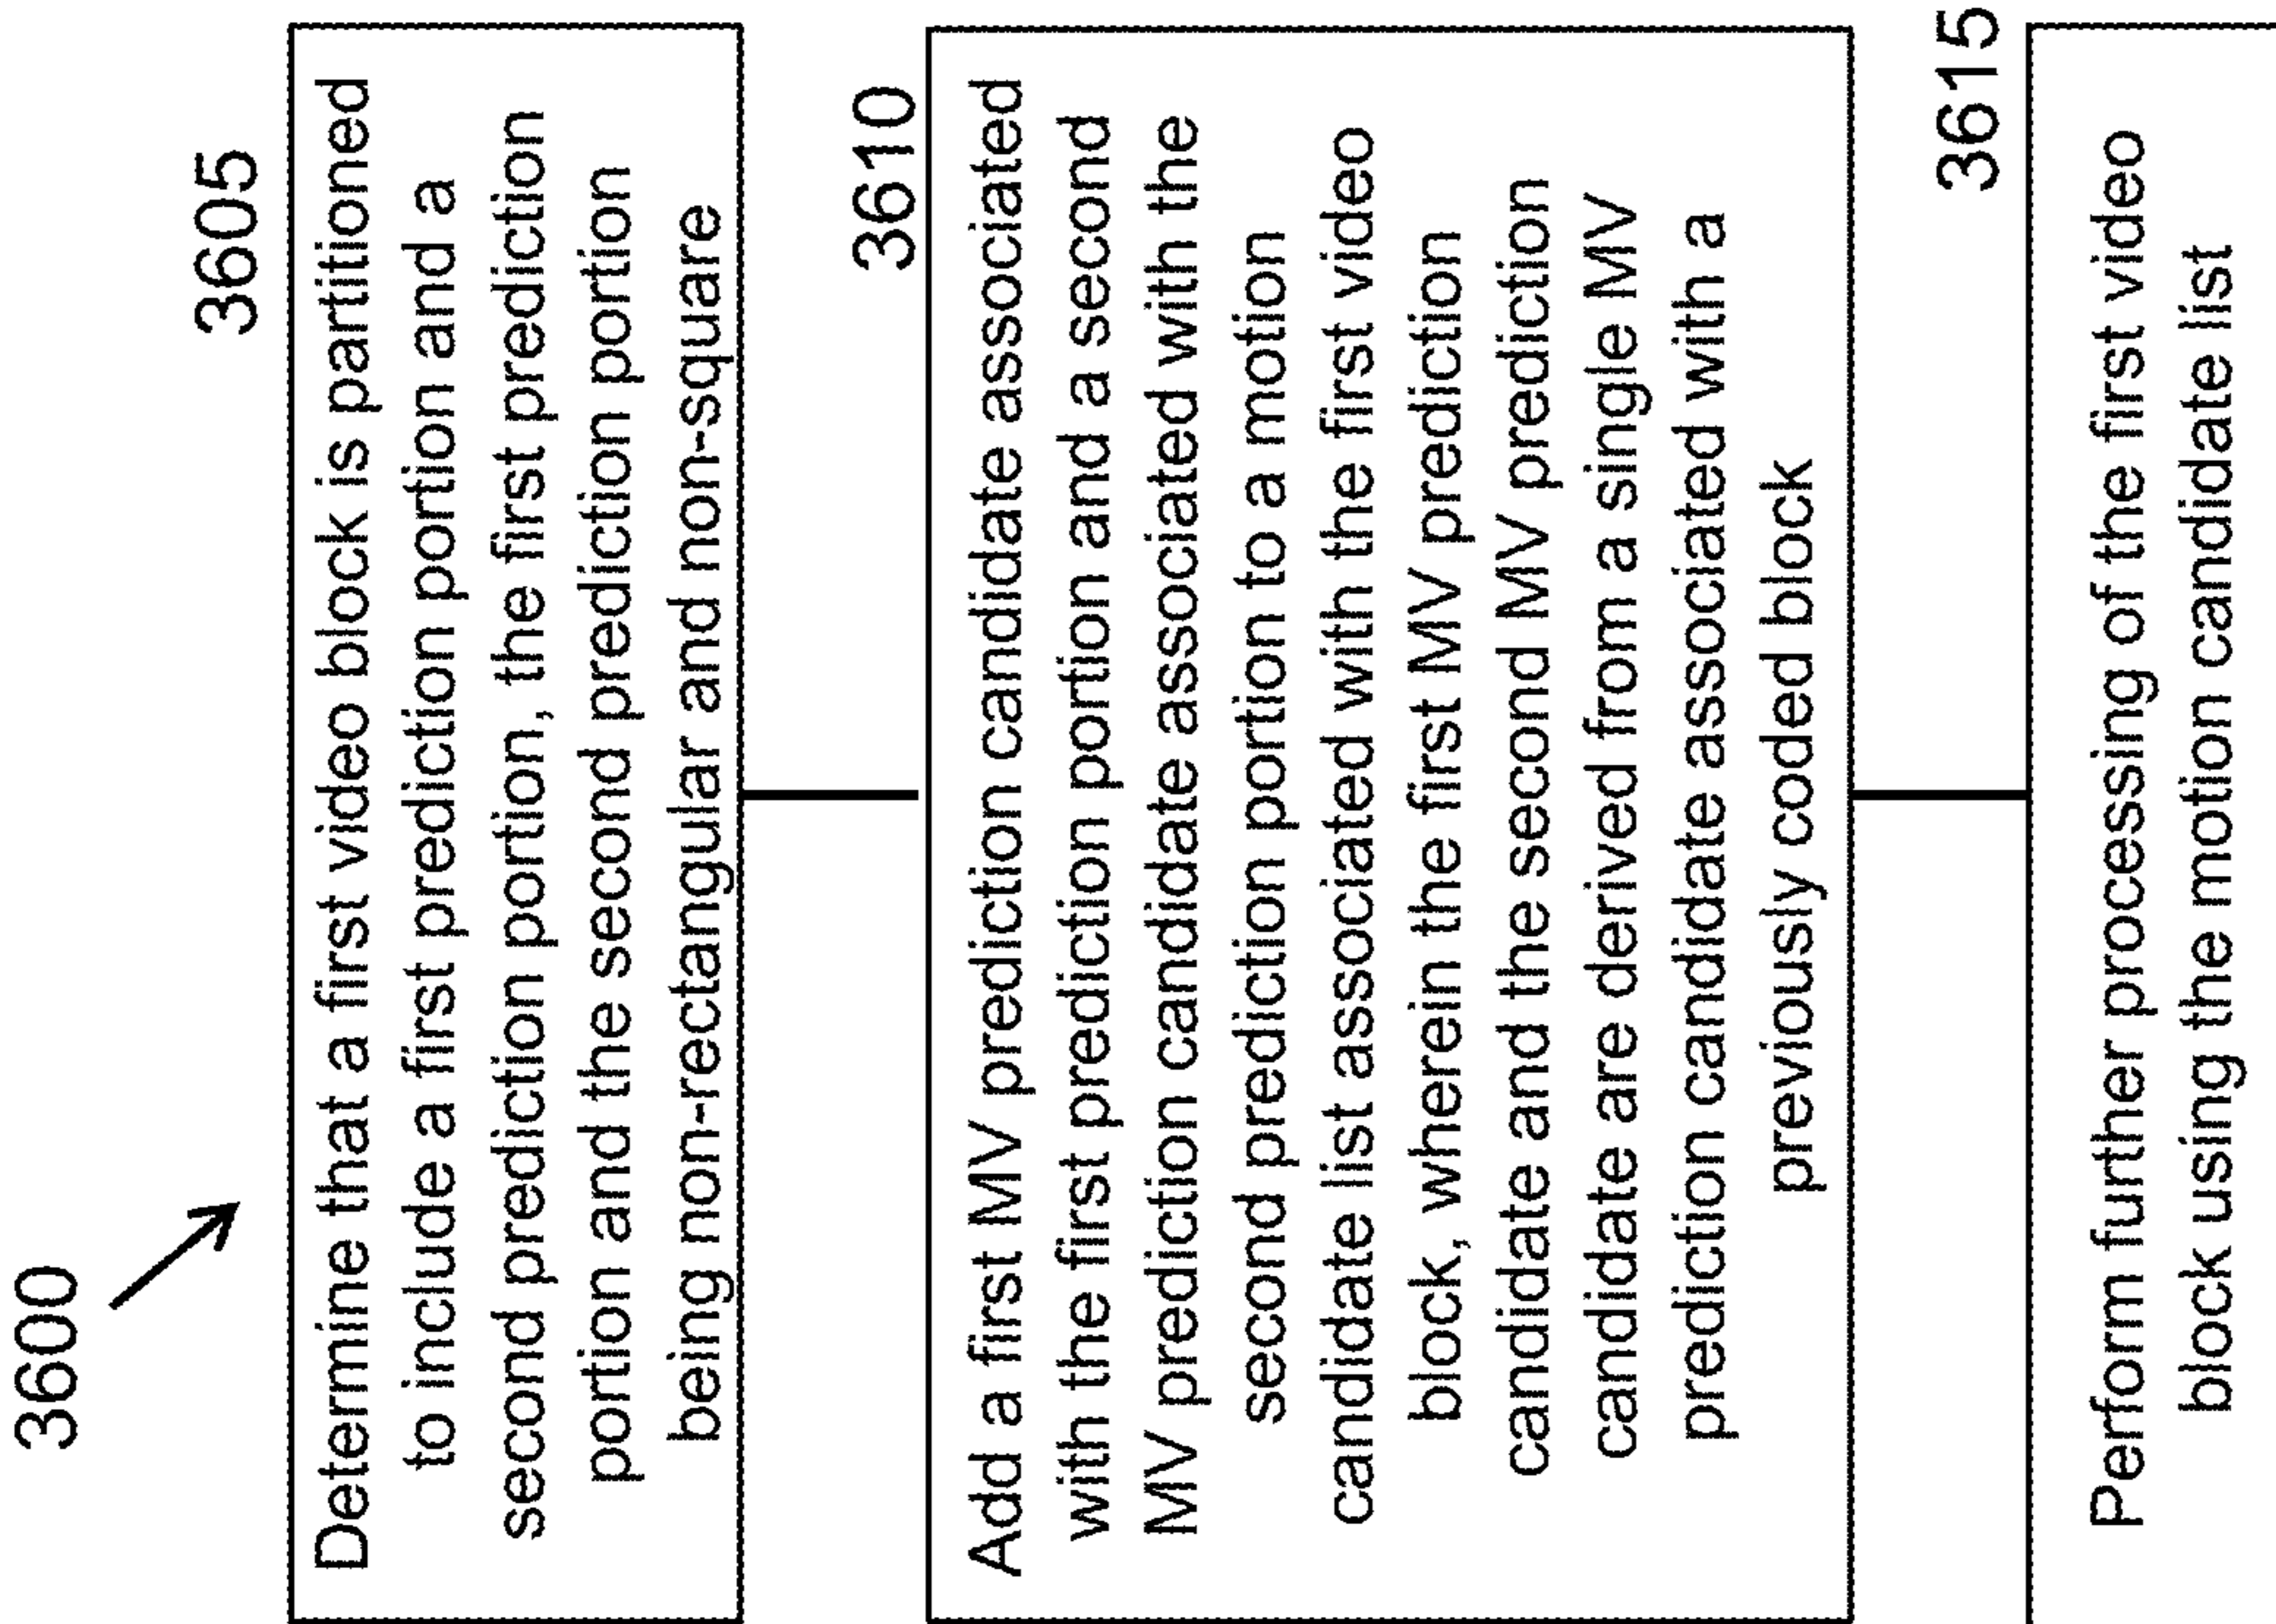 3600
3605
Determine that a first video block is partitioned
to include a first prediction portion and a
second prediction portion, the first prediction
portion and the second prediction portion
being non-rectangular and non-square
3610
Add a first MV prediction candidate associated
with the first prediction portion and a second
MV prediction candidate associated with the
second prediction portion to a motion
candidate list associated with the first video
block, wherein the first MV prediction
candidate and the second MV prediction
candidate are derived from a single MV
prediction candidate associated with a
previously coded block
3615
Perform further processing of the first video
block using the motion candidate list